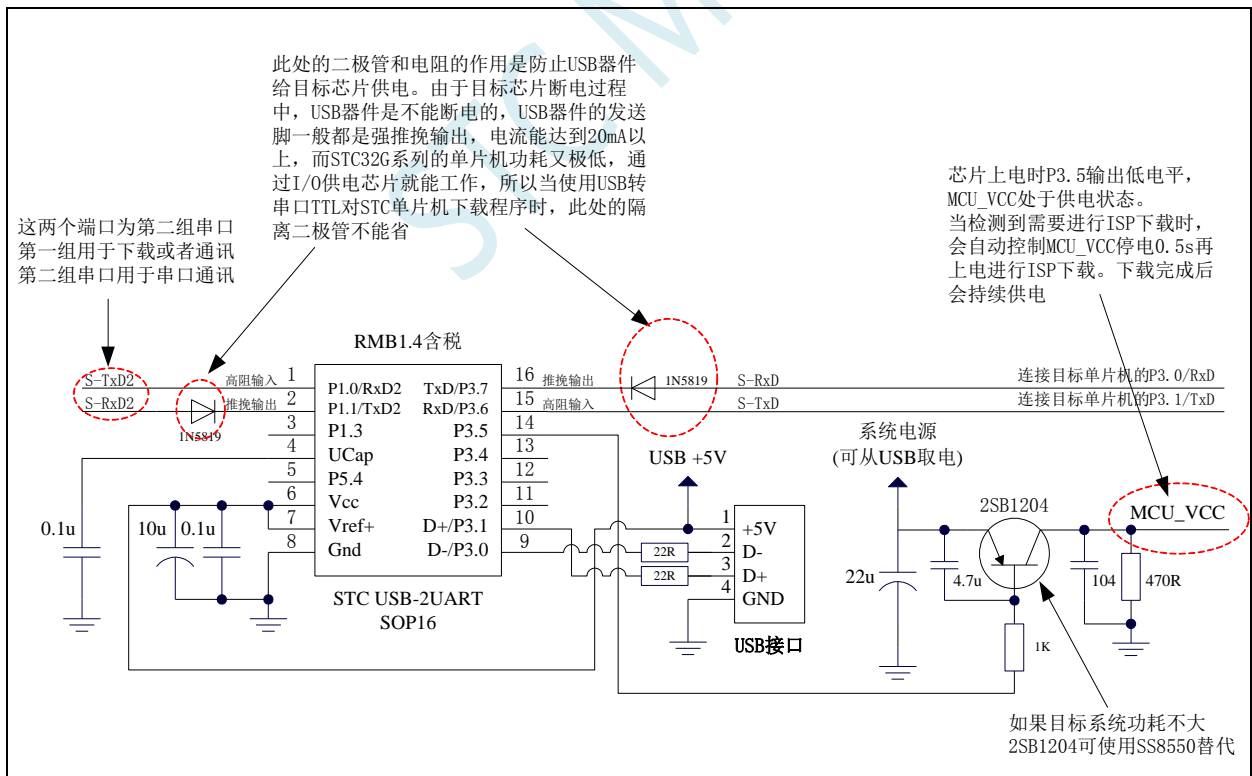 STC M
此处的二极管和电阻的作用是防止USB器件
给目标芯片供电。由于目标芯片断电过程
中，USB器件是不能断电的，USB器件的发送
脚一般都是强推挽输出，电流能达到20mA以
上，而STC32G系列的单片机功耗又极低，通
过I/O供电芯片就能工作，所以当使用USB转
串口TTL对STC单片机下载程序时，此处的隔
离二极管不能省
这两个端口为第二组串口
第一组用于下载或者通讯
第二组串口用于串口通讯
芯片上电时P3.5输出低电平，
MCU_VCC处于供电状态。
当检测到需要进行ISP下载时，
会自动控制MCU_VCC停电0.5s再
上电进行ISP下载。下载完成后
会持续供电
RMB1.4含税
S-TxD2
高阻输入
1
P1.0/RxD2
TxD/P3.7
16
推挽输出
1N5819
S-RxD
连接目标单片机的P3.0/RxD
S-RxD2
1N5819
推挽输出
2
P1.1/TxD2
RxD/P3.6
15
高阻输入
S-TxD
连接目标单片机的P3.1/TxD
3
P1.3
P3.5
14
4
UCap
P3.4
13
5
P5.4
P3.3
12
6
Vcc
P3.2
11
7
Vref+
D+/P3.1
10
8
Gnd
D-/P3.0
9
STC USB-2UART
SOP16
0.1u
10u
0.1u
USB +5V
22R
22R
1
+5V
2
D-
3
D+
4
GND
USB接口
系统电源
(可从USB取电)
22u
4.7u
2SB1204
1K
104
470R
MCU_VCC
如果目标系统功耗不大
2SB1204可使用SS8550替代